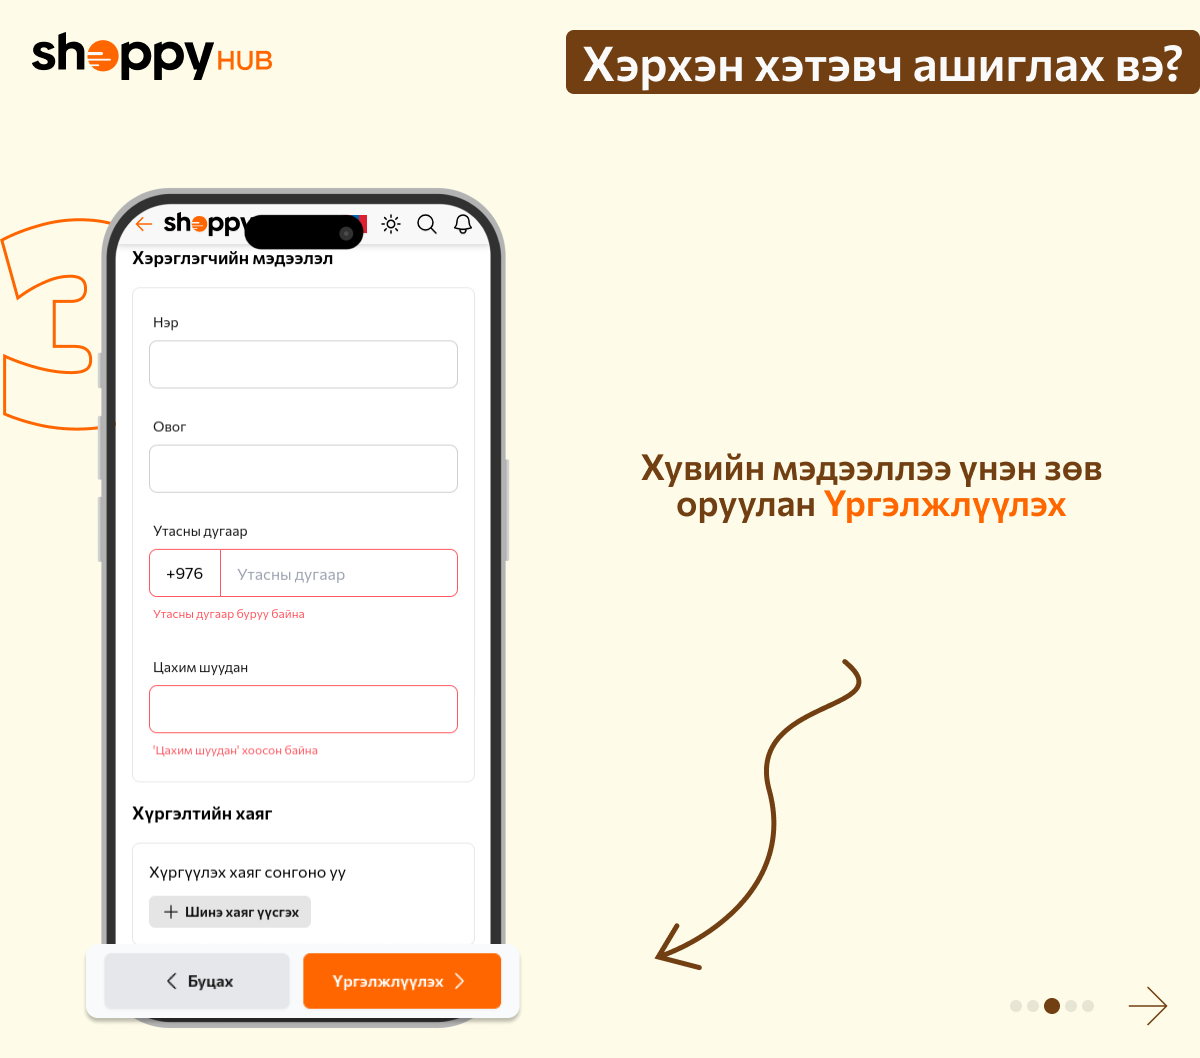 shoppy HUB
Хэрхэн хэтэвч ашиглах вэ?
3
shoppy
Хэрэглэгчийн мэдээлэл
Нэр
Овог
Утасны дугаар
+976 Утасны дугаар
Утасны дугаар буруу байна
Цахим шуудан
'Цахим шуудан' хоосон байна
Хүргэлтийн хаяг
Хүргүүлэх хаяг сонгоно уу
Шинэ хаяг үүсгэх
Буцах
Үргэлжлүүлэх
Хувийн мэдээллээ үнэн зөв
оруулан Үргэлжлүүлэх